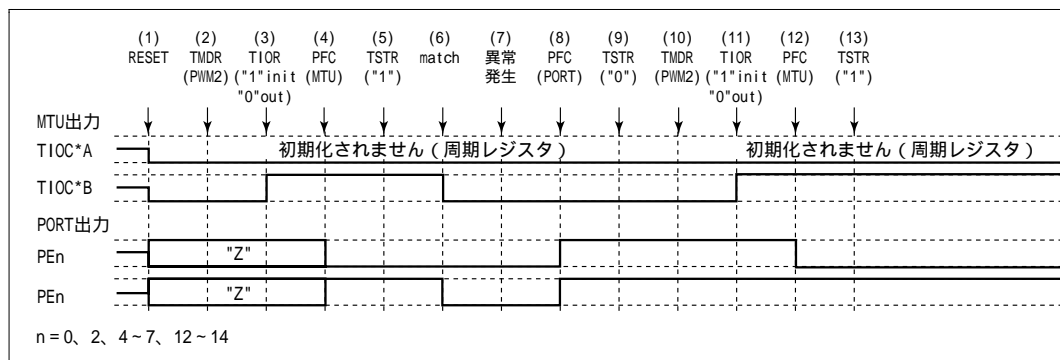 (1) (2) (3) (4) (5) (6) (7) (8) (9) (10) (11) (12) (13)
RESET TMDR TIOR PFC TSTR match 異常 PFC TSTR TMDR TIOR PFC TSTR
(PWM2) ("1"init (MTU) ("1") 発生 (PORT) ("0") (PWM2) ("1"init (MTU) ("1")
"0"out) "0"out)
MTU出力
TIOC*A 初期化されません（周期レジスタ） 初期化されません（周期レジスタ）
TIOC*B
PORT出力
PEn "Z"
PEn "Z"
n = 0、2、4～7、12～14